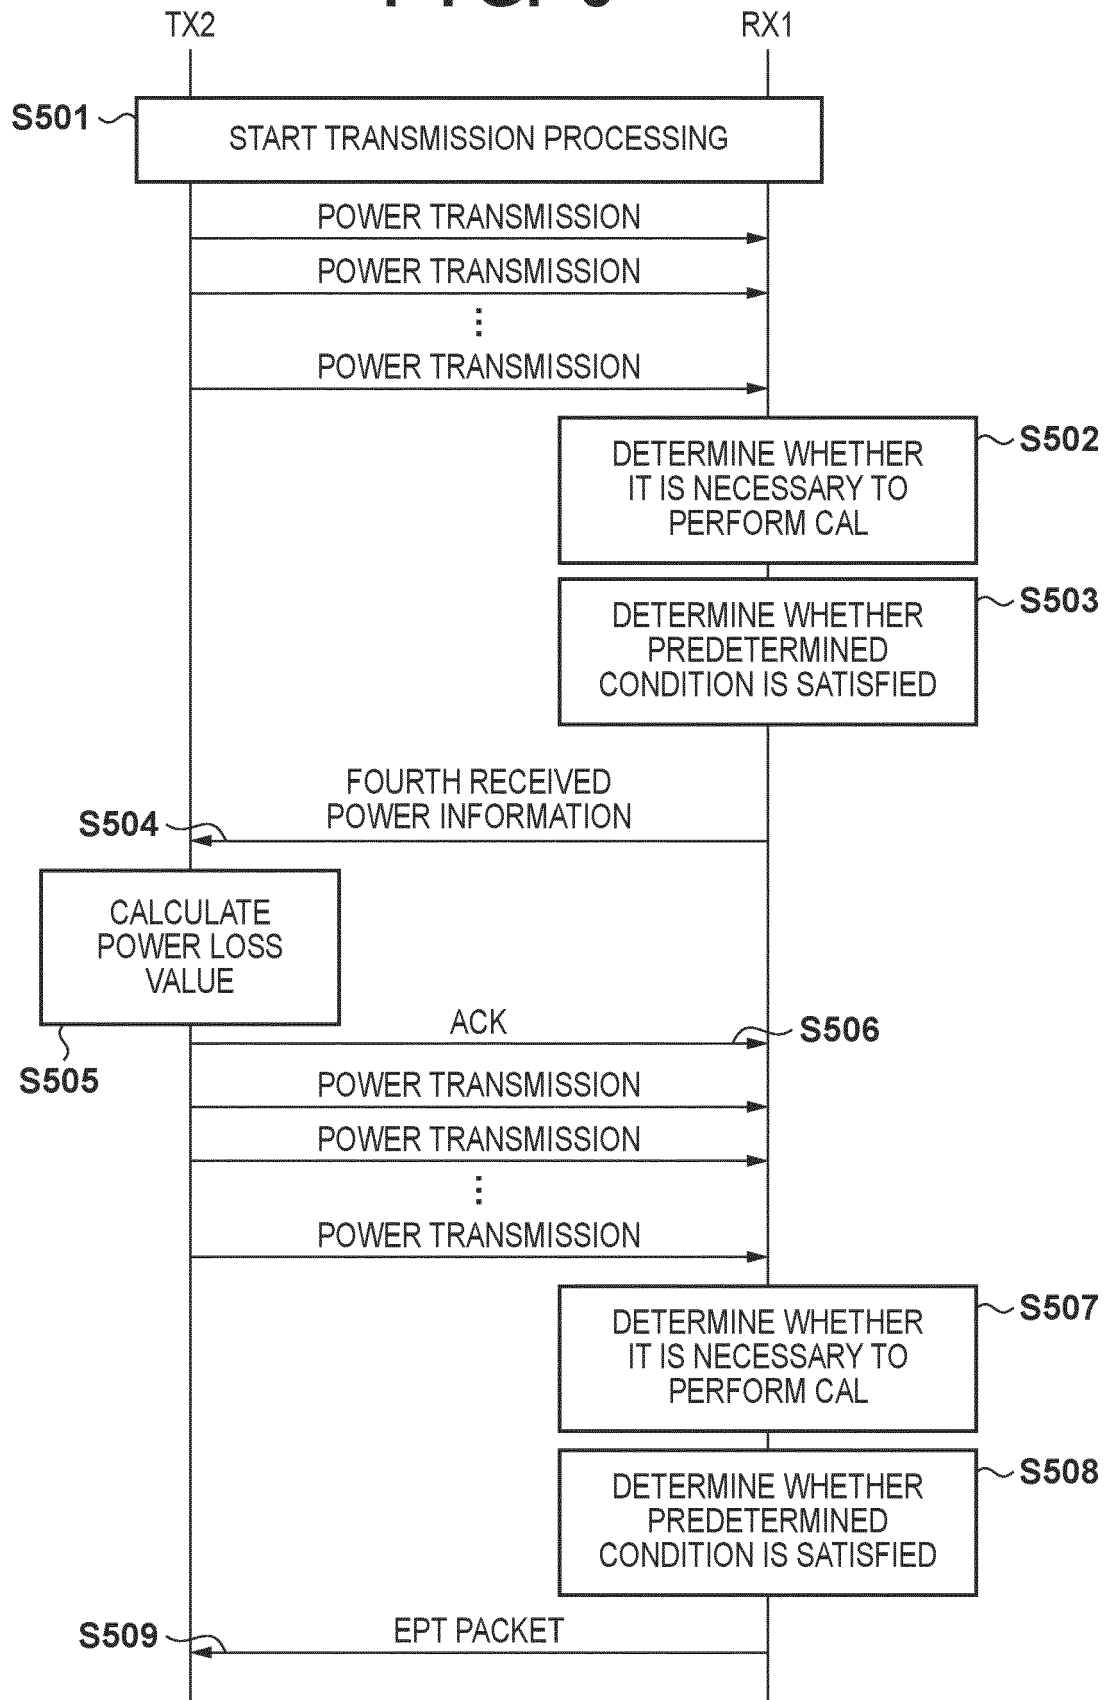 TX2
RX1
S501
START TRANSMISSION PROCESSING
POWER TRANSMISSION
POWER TRANSMISSION
POWER TRANSMISSION
DETERMINE WHETHER
IT IS NECESSARY TO
PERFORM CAL
S502
DETERMINE WHETHER
PREDETERMINED
CONDITION IS SATISFIED
S503
FOURTH RECEIVED
POWER INFORMATION
S504
CALCULATE
POWER LOSS
VALUE
S505
ACK
S506
POWER TRANSMISSION
POWER TRANSMISSION
POWER TRANSMISSION
DETERMINE WHETHER
IT IS NECESSARY TO
PERFORM CAL
S507
DETERMINE WHETHER
PREDETERMINED
CONDITION IS SATISFIED
S508
EPT PACKET
S509